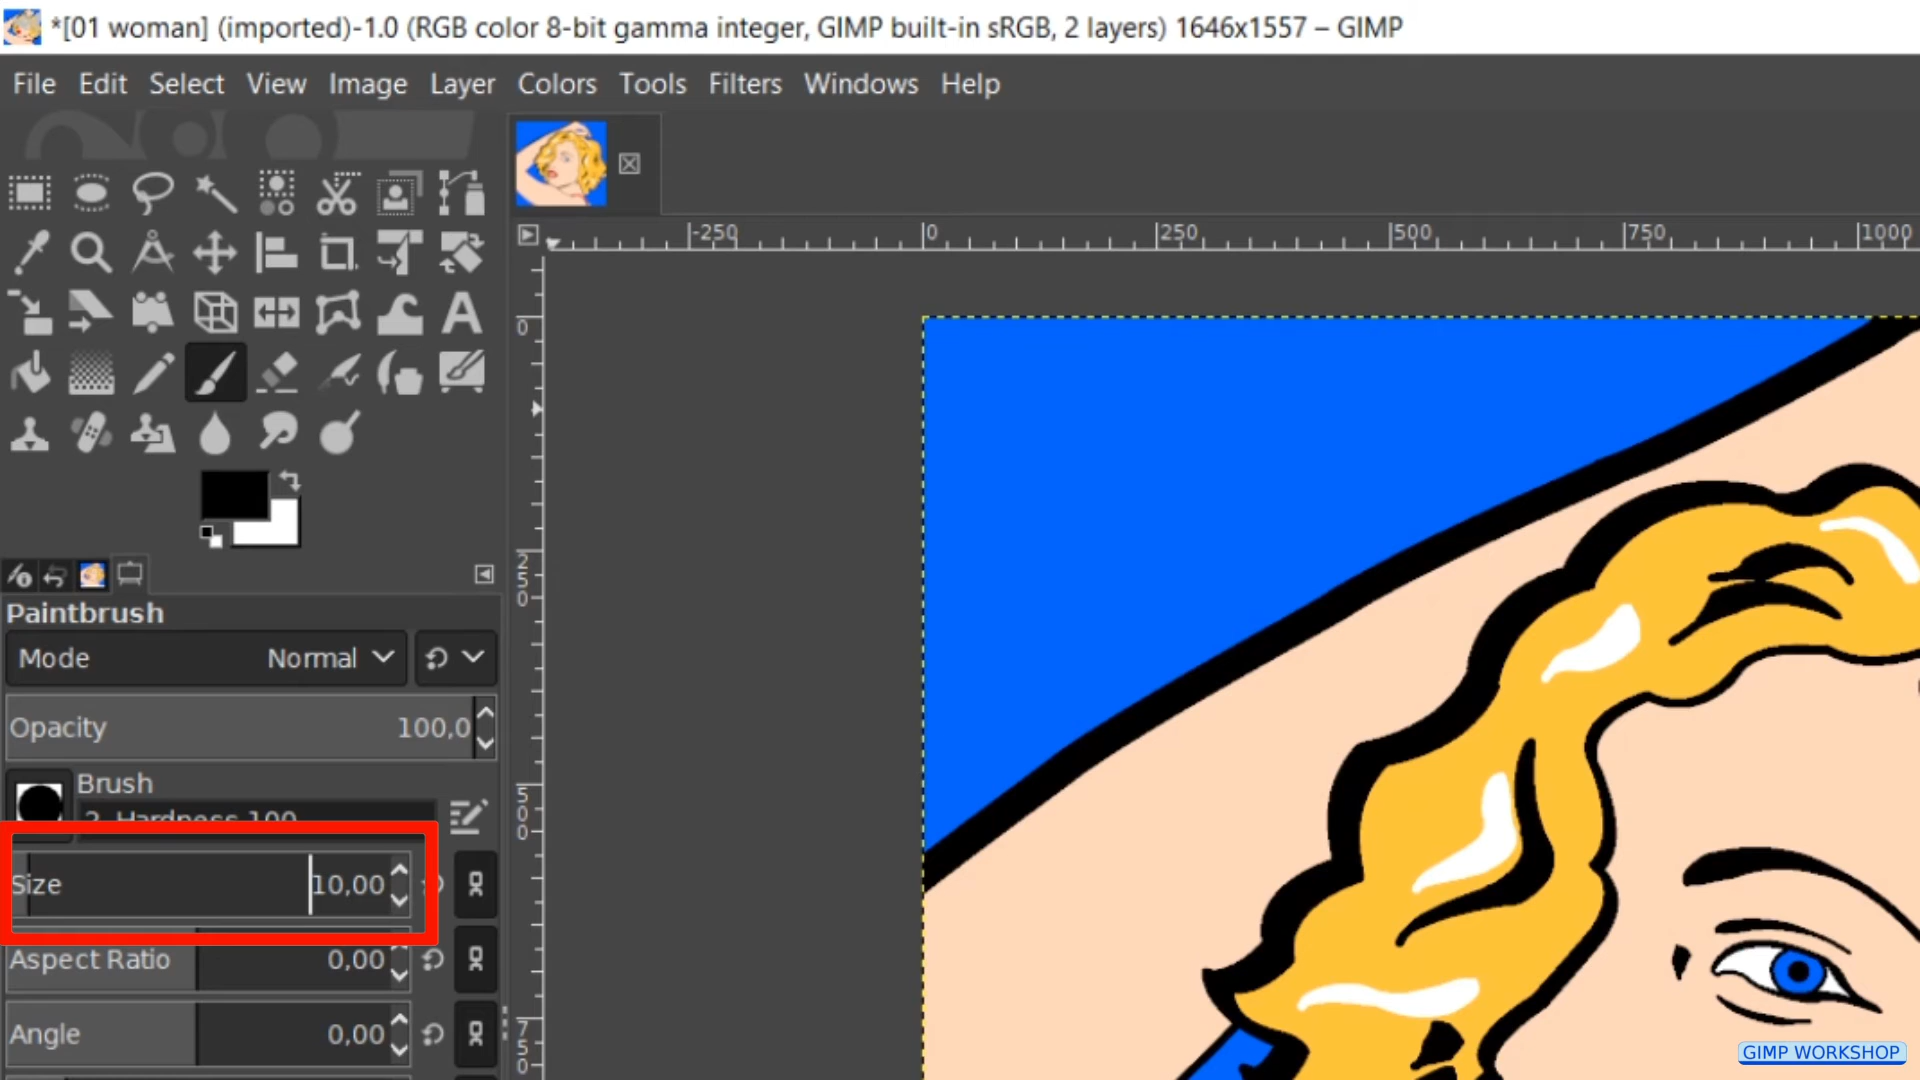 *[01 woman] (imported)-1.0 (RGB color 8-bit gamma integer, GIMP built-in sRGB, 2 layers) 1646x1557 – GIMP
File Edit Select View Image Layer Colors Tools Filters Windows Help
-250 0 250 500 750 1000
0
250
500
750
Paintbrush
Mode Normal
Opacity 100,0
Brush
2. Hardness 100
Size 10,00
Aspect Ratio 0,00
Angle 0,00
GIMP WORKSHOP